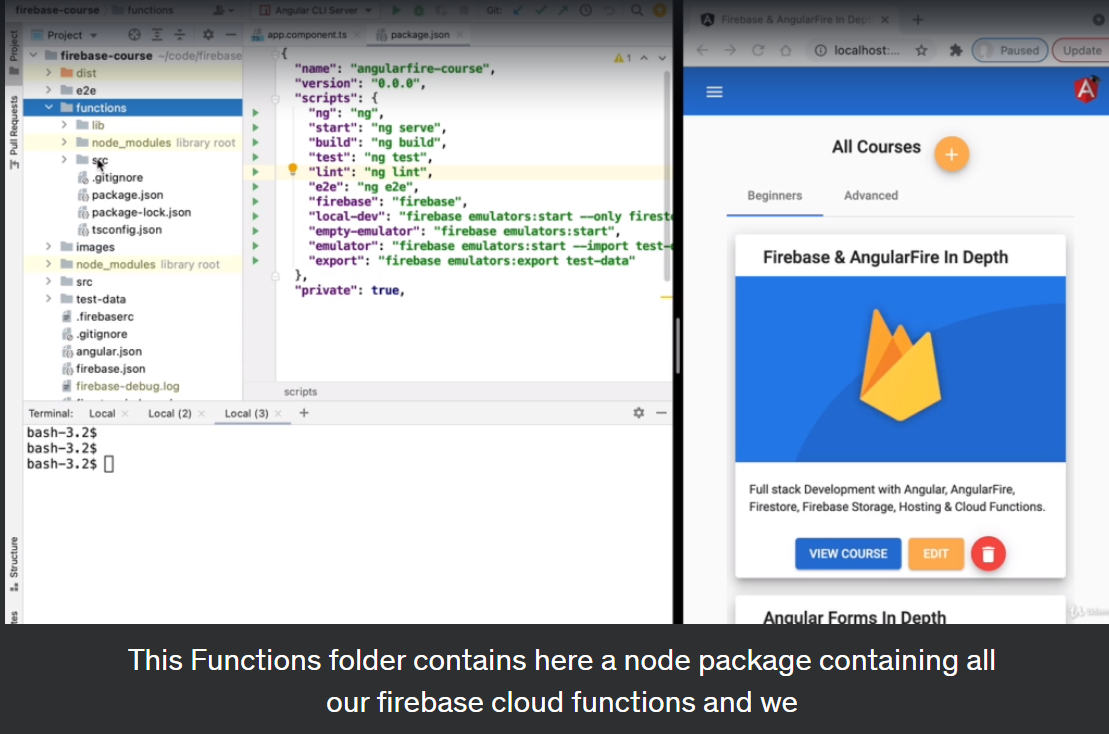 firebase-course
functions
Angular CLI Server
Git:
Project
app.component.ts
package.json
Project
Pull Requests
Structure
firebase-course ~/code/firebase
dist
e2e
functions
lib
node_modules library root
src
.gitignore
package.json
package-lock.json
tsconfig.json
images
node_modules library root
src
test-data
.firebaserc
.gitignore
angular.json
firebase.json
firebase-debug.log
{
"name": "angularfire-course",
"version": "0.0.0",
"scripts": {
"ng": "ng",
"start": "ng serve",
"build": "ng build",
"test": "ng test",
"lint": "ng lint",
"e2e": "ng e2e",
"firebase": "firebase",
"local-dev": "firebase emulators:start --only firest
"empty-emulator": "firebase emulators:start",
"emulator": "firebase emulators:start --import test-
"export": "firebase emulators:export test-data"
},
"private": true,
1
scripts
Terminal: Local Local (2) Local (3) +
bash-3.2$
bash-3.2$
bash-3.2$
Firebase & AngularFire In Dept
localhost:...
Paused
Update
A
All Courses
+
Beginners
Advanced
Firebase & AngularFire In Depth
Full stack Development with Angular, AngularFire,
Firestore, Firebase Storage, Hosting & Cloud Functions.
VIEW COURSE
EDIT
Angular Forms In Depth
This Functions folder contains here a node package containing all
our firebase cloud functions and we